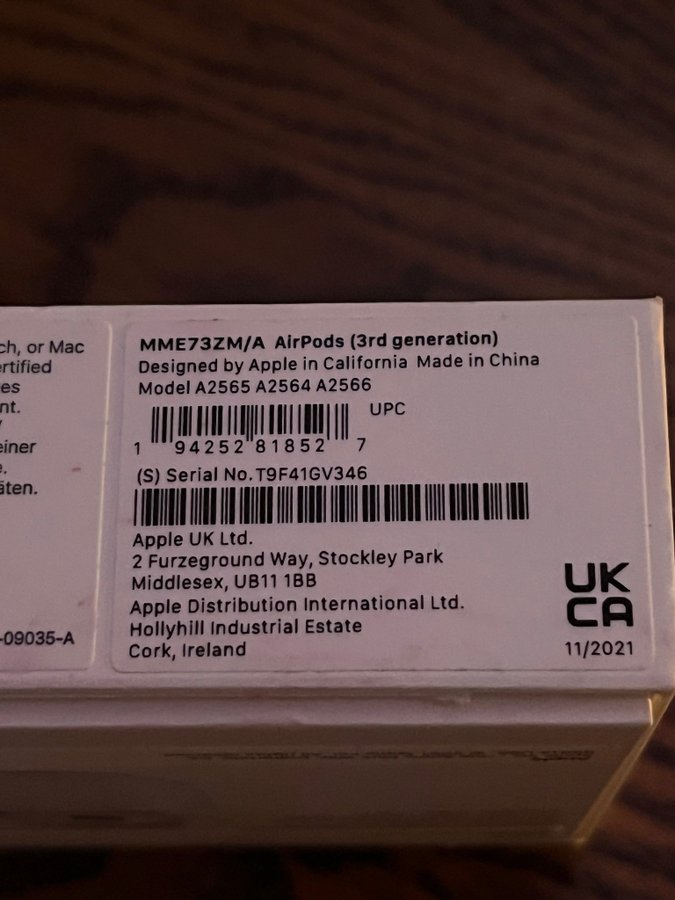 ch, or Mac
ertified
es
nt.
einer
e.
äten.
-09035-A
MME73ZM/A AirPods (3rd generation)
Designed by Apple in California Made in China
Model A2565 A2564 A2566
UPC
1 94252 81852 7
(S) Serial No. T9F41GV346
Apple UK Ltd.
2 Furzeground Way, Stockley Park
Middlesex, UB11 1BB
Apple Distribution International Ltd.
Hollyhill Industrial Estate
Cork, Ireland
UK
CA
11/2021